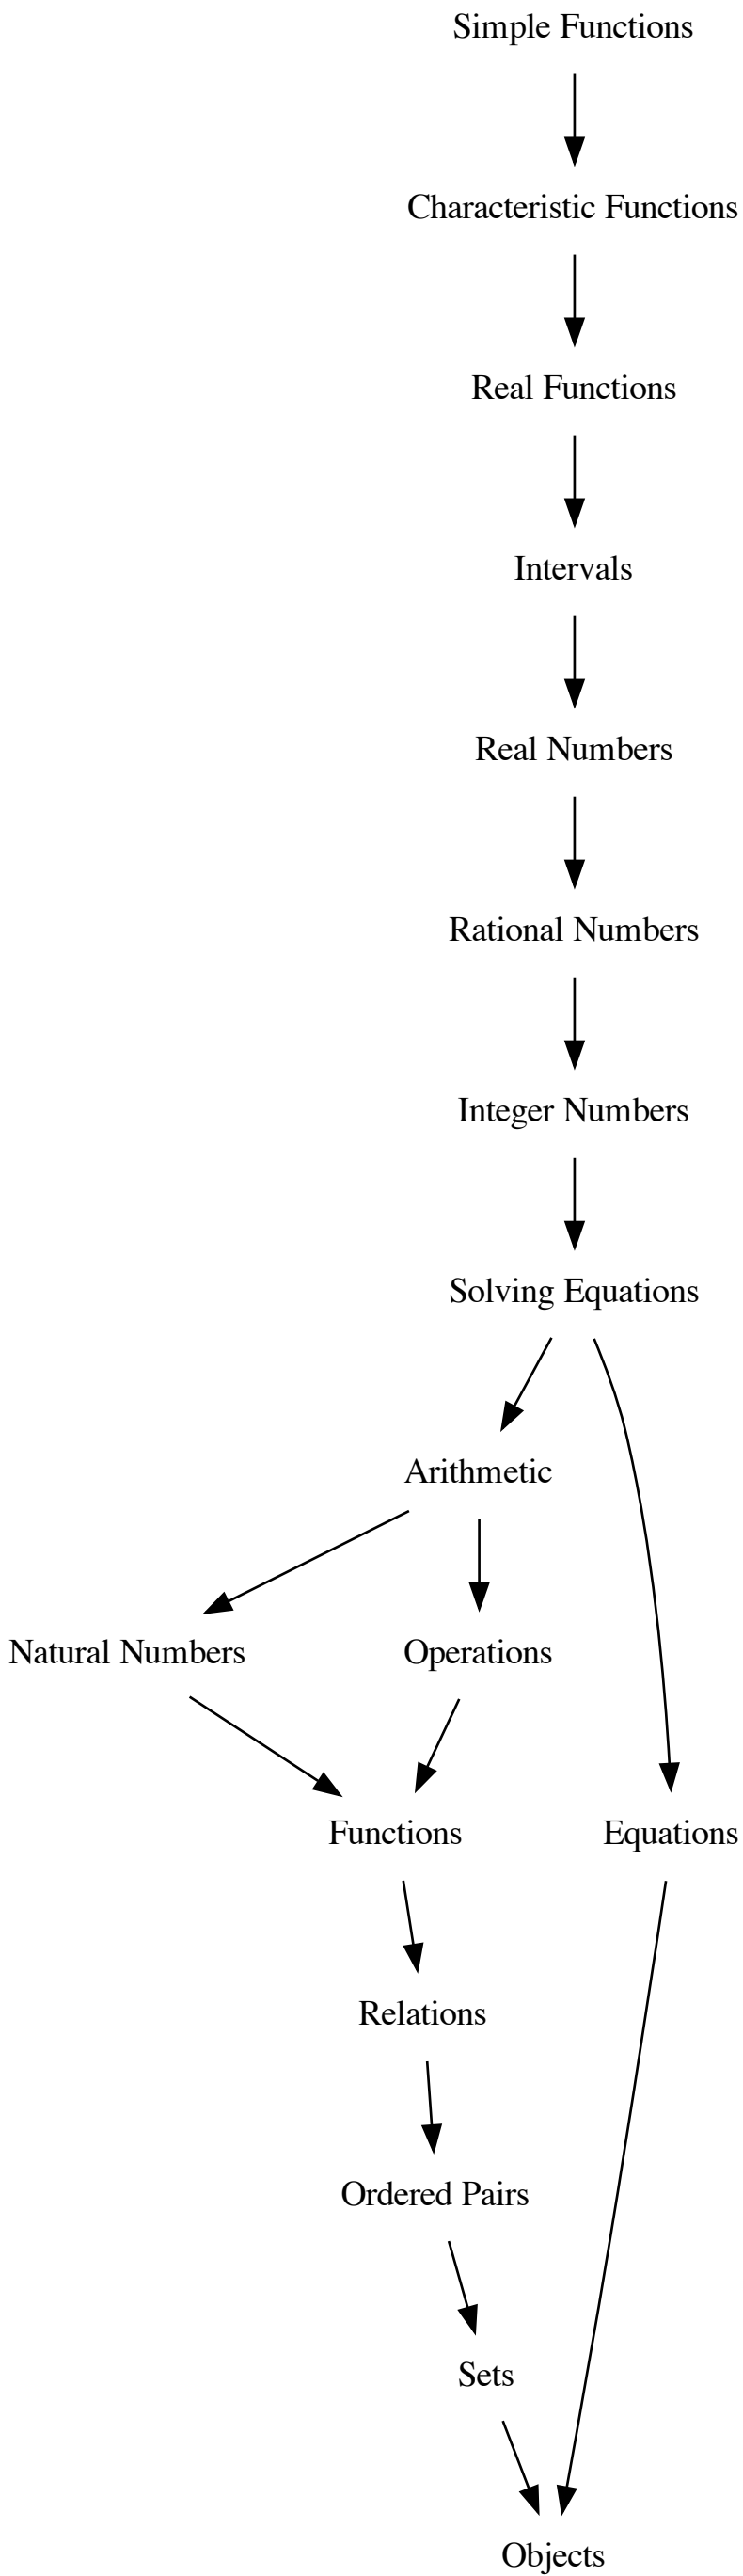 Simple Functions
Characteristic Functions
Real Functions
Intervals
Real Numbers
Rational Numbers
Integer Numbers
Solving Equations
Arithmetic
Natural Numbers
Operations
Functions
Equations
Relations
Ordered Pairs
Sets
Objects